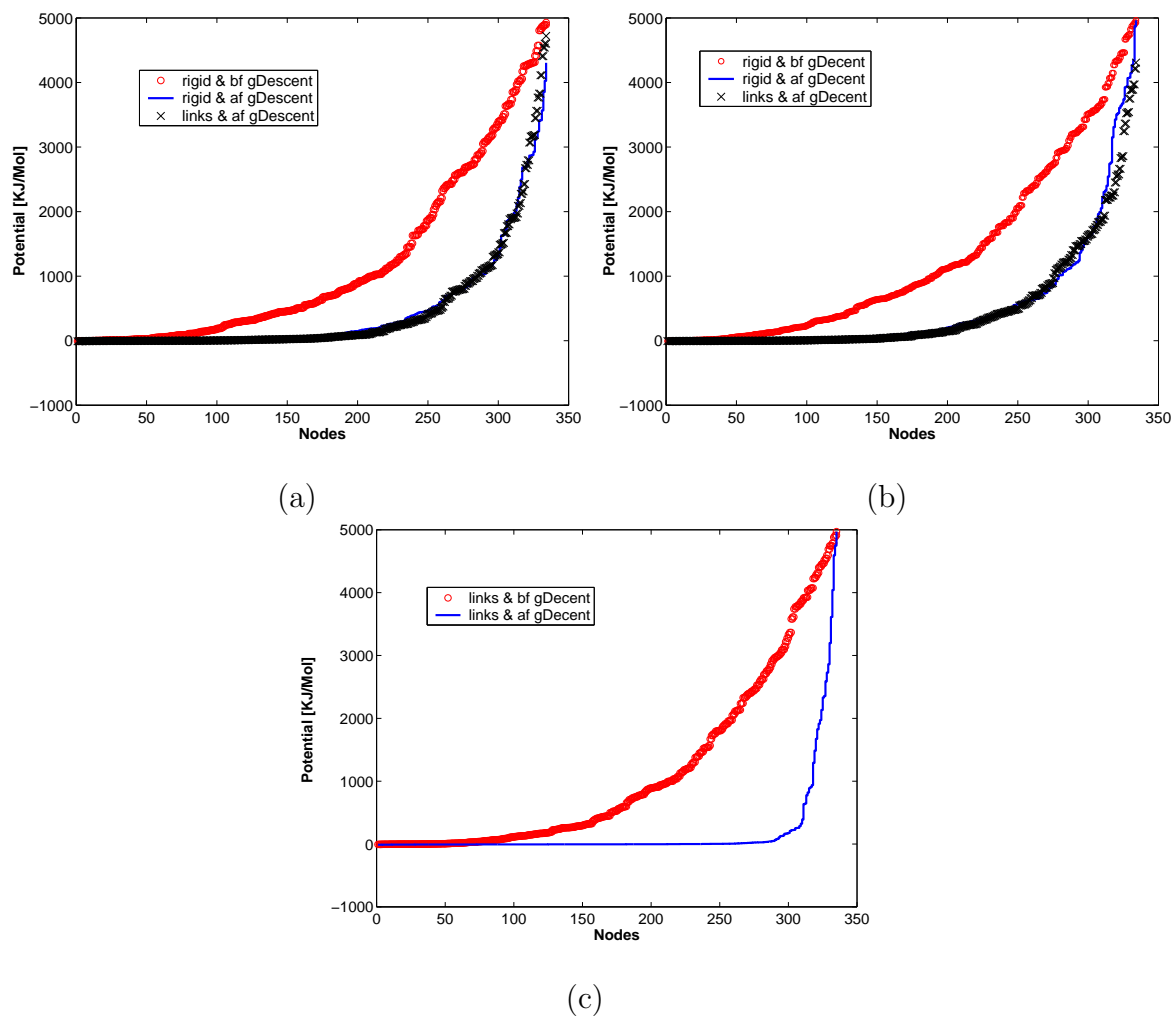 5000
4000
3000
2000
1000
0
−1000
0 50 100 150 200 250 300 350
Nodes
Potential [KJ/Mol]
rigid & bf gDescent
rigid & af gDescent
links & af gDescent
(a)
5000
4000
3000
2000
1000
0
−1000
0 50 100 150 200 250 300 350
Nodes
Potential [KJ/Mol]
rigid & bf gDecent
rigid & af gDecent
links & af gDecent
(b)
5000
4000
3000
2000
1000
0
−1000
0 50 100 150 200 250 300 350
Nodes
Potential [KJ/Mol]
links & bf gDecent
links & af gDecent
(c)